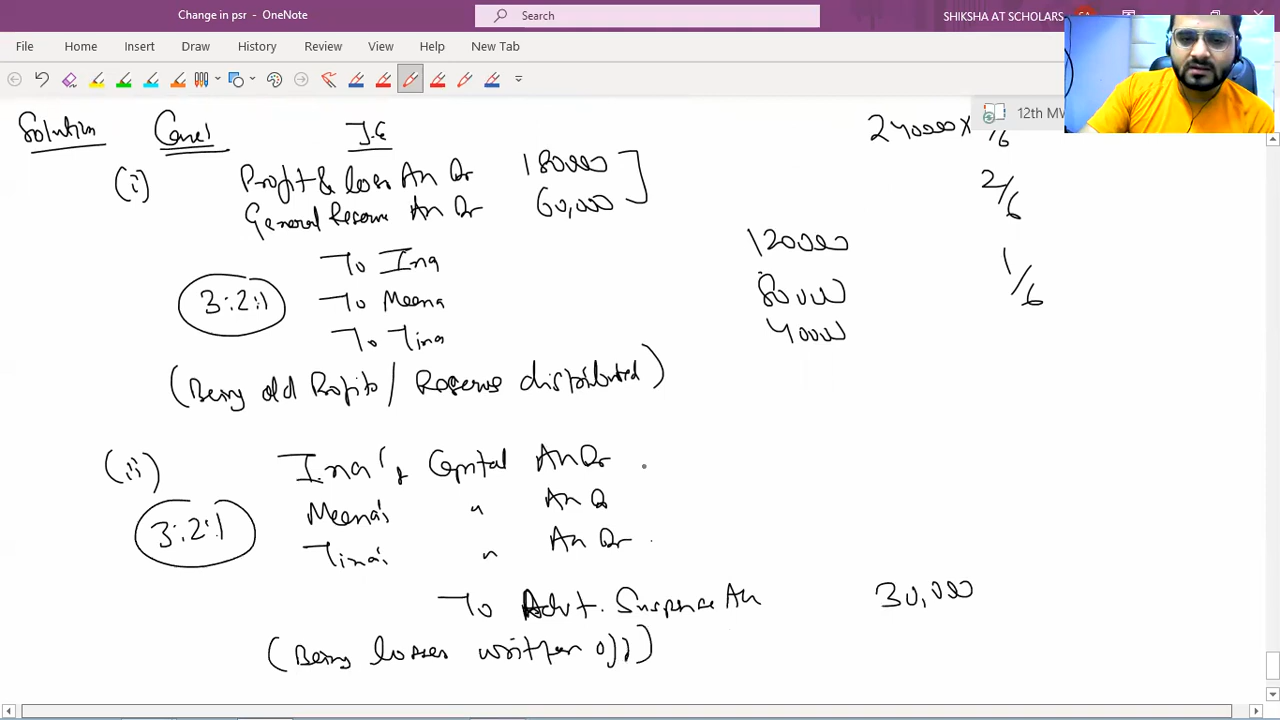 Change in psr - OneNote
Search
SHIKSHA AT SCHOLARS
File Home Insert Draw History Review View Help New Tab
12th MW
Solution Case1 J.E
240000 x /6
(i) Profit & loss A/c Dr 180000
General Reserve A/c Dr 60,000
2/6
To Ina 120000
1/6
3:2:1 To Meena 80000
To Tina 40000
(Being old Profits / Reserve distributed)
(ii) Ina's Capital A/c Dr
Meena's " A/c D
3:2:1
Tina's " A/c Dr
To Advt. Suspense A/c 30,000
(Being losses written off)